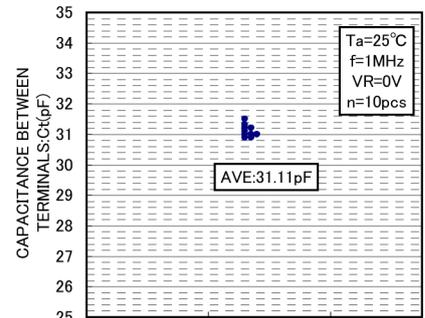 35
34
33
32
31
30
29
28
27
26
25
CAPACITANCE BETWEEN
TERMINALS:Ct(pF)
Ta=25℃
f=1MHz
VR=0V
n=10pcs
AVE:31.11pF